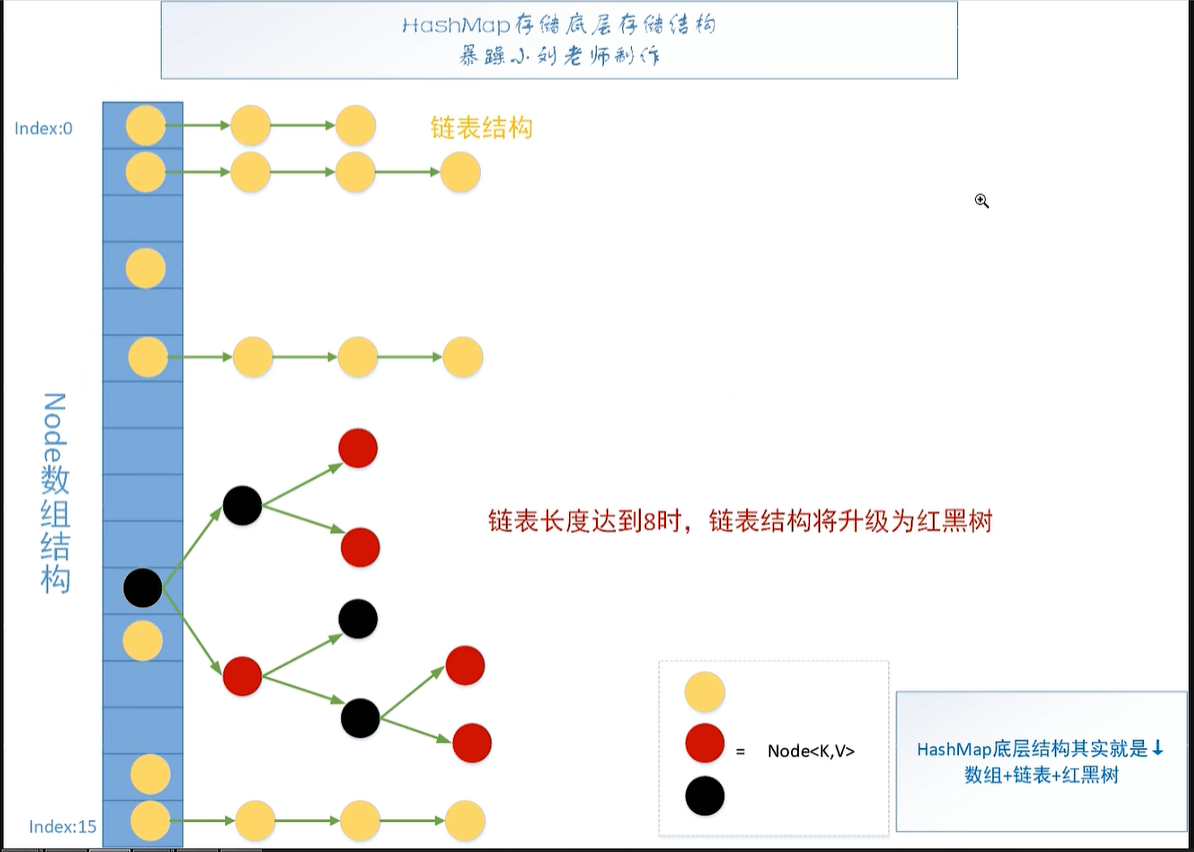 HashMap存储底层存储结构
暴躁小刘老师制作
Index:0
链表结构
Node数组结构
链表长度达到8时，链表结构将升级为红黑树
= Node<K,V>
HashMap底层结构其实就是↓
数组+链表+红黑树
Index:15